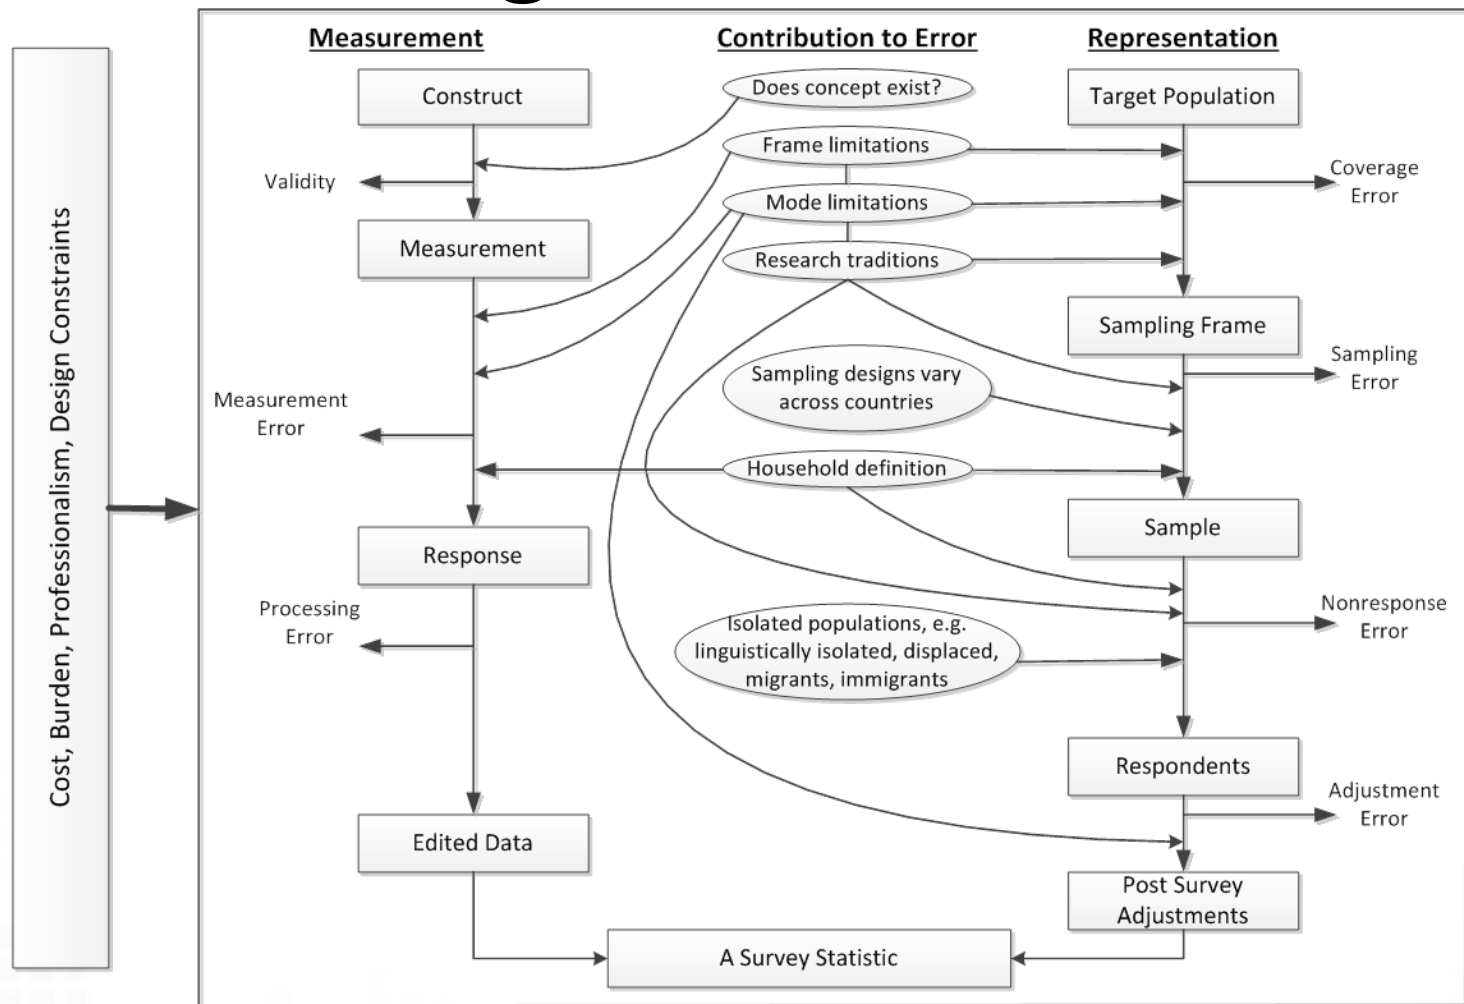 Measurement
Contribution to Error
Representation
Cost, Burden, Professionalism, Design Constraints
Construct
Does concept exist?
Target Population
Frame limitations
Validity
Coverage
Error
Mode limitations
Measurement
Research traditions
Sampling Frame
Sampling
Error
Sampling designs vary
across countries
Measurement
Error
Household definition
Sample
Response
Processing
Error
Nonresponse
Error
Isolated populations, e.g.
linguistically isolated, displaced,
migrants, immigrants
Respondents
Adjustment
Error
Edited Data
Post Survey
Adjustments
A Survey Statistic